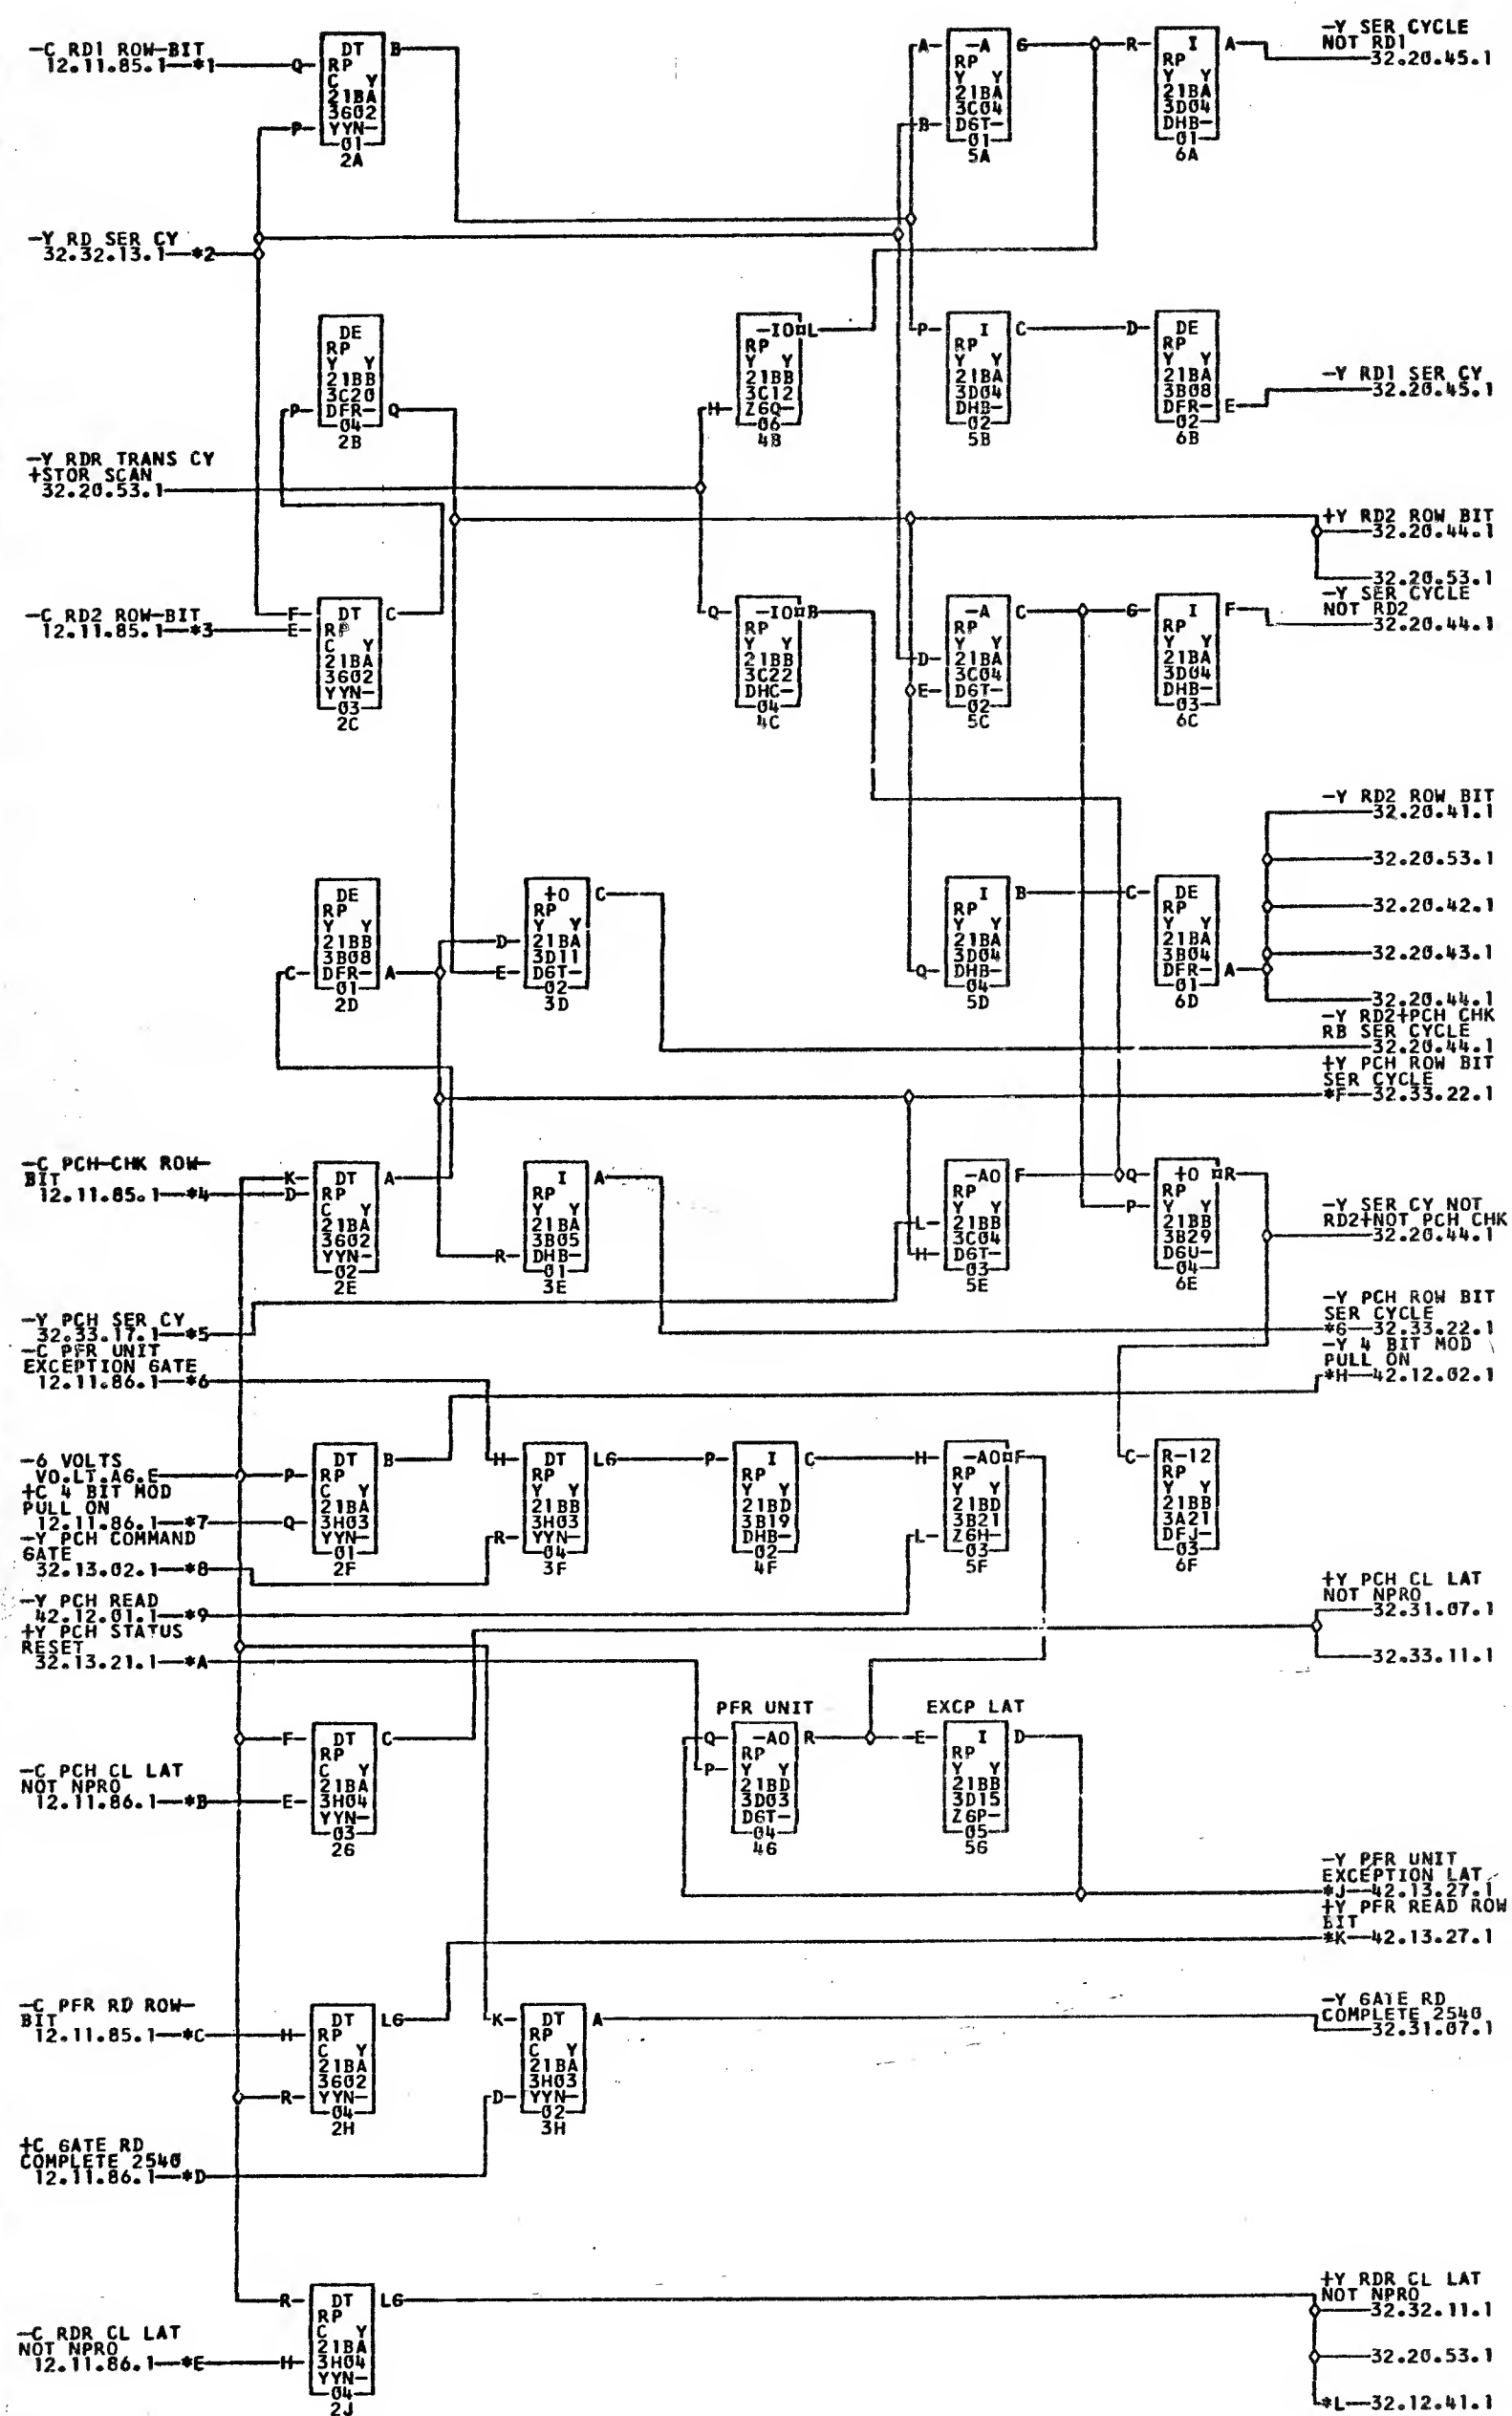 -C RD1 ROW-BIT
12.11.85.1—*1
-Y RD SER CY
32.32.13.1—*2
-Y RDR TRANS CY
+STOR SCAN
32.20.53.1
-C RD2 ROW-BIT
12.11.85.1—*3
-C PCH-CHK ROW-
BIT
12.11.85.1—*4
-Y PCH SER CY
32.33.17.1—*5
-C PFR UNIT
EXCEPTION GATE
12.11.86.1—*6
-6 VOLTS
VO.LT.AG.E
+C 4 BIT MOD
PULL ON
12.11.86.1—*7
-Y PCH COMMAND
GATE
32.13.02.1—*8
-Y PCH READ
42.12.01.1—*9
+Y PCH STATUS
RESET
32.13.21.1—*A
-C PCH CL LAT
NOT NPRO
12.11.86.1—*B
-C PFR RD ROW-
BIT
12.11.85.1—*C
+C GATE RD
COMPLETE 2540
12.11.86.1—*D
-C RDR CL LAT
NOT NPRO
12.11.86.1—*E
Q P DT B
RP
C Y
21BA
3G02
YYN-
01
2A
A B -A G
RP
Y Y
21BA
3C04
DGT-
01
5A
R I A
RP
Y Y
21BA
3D04
DHB-
01
6A
P DE Q
RP
Y Y
21BB
3C20
DFR-
04
2B
H -IO L
RP
Y Y
21BB
3C12
ZGQ-
06
4B
P I C
RP
Y Y
21BA
3D04
DHB-
02
5B
D DE E
RP
Y Y
21BA
3B08
DFR-
02
6B
F E DT C
RP
C Y
21BA
3G02
YYN-
03
2C
Q -IO B
RP
Y Y
21BB
3C22
DHC-
04
4C
D E -A C
RP
Y Y
21BA
3C04
DGT-
02
5C
G I F
RP
Y Y
21BA
3D04
DHB-
03
6C
C DE A
RP
Y Y
21BB
3B08
DFR-
01
2D
D E +O C
RP
Y Y
21BA
3D11
DGT-
02
3D
Q I B
RP
Y Y
21BA
3D04
DHB-
04
5D
C DE A
RP
Y Y
21BA
3B04
DFR-
01
6D
K D DT A
RP
C Y
21BA
3G02
YYN-
02
2E
R I A
RP
Y Y
21BA
3B05
DHB-
01
3E
L H -AO F
RP
Y Y
21BB
3C04
DGT-
03
5E
Q P +O R
RP
Y Y
21BB
3B29
DGU-
04
6E
P Q DT B
RP
C Y
21BA
3H03
YYN-
01
2F
H R DT LG
RP
Y Y
21BB
3H03
YYN-
04
3F
P I C
RP
Y Y
21BD
3B19
DHB-
02
4F
H L -AO F
RP
Y Y
21BD
3B21
ZGH-
03
5F
C R-12
RP
Y Y
21BB
3A21
DFJ-
03
6F
F E DT C
RP
C Y
21BA
3H04
YYN-
03
2G
PFR UNIT
Q P -AO R
RP
Y Y
21BD
3D03
DGT-
04
4G
EXCP LAT
E I D
RP
Y Y
21BB
3D15
ZGP-
05
5G
H R DT LG
RP
C Y
21BA
3G02
YYN-
04
2H
K D DT A
RP
C Y
21BA
3H03
YYN-
02
3H
R H DT LG
RP
C Y
21BA
3H04
YYN-
04
2J
-Y SER CYCLE
NOT RD1
32.20.45.1
-Y RD1 SER CY
32.20.45.1
+Y RD2 ROW BIT
32.20.44.1
32.20.53.1
-Y SER CYCLE
NOT RD2
32.20.44.1
-Y RD2 ROW BIT
32.20.41.1
32.20.53.1
32.20.42.1
32.20.43.1
32.20.44.1
-Y RD2+PCH CHK
RB SER CYCLE
32.20.44.1
+Y PCH ROW BIT
SER CYCLE
*F—32.33.22.1
-Y SER CY NOT
RD2+NOT PCH CHK
32.20.44.1
-Y PCH ROW BIT
SER CYCLE
*G—32.33.22.1
-Y 4 BIT MOD
PULL ON
*H—42.12.02.1
+Y PCH CL LAT
NOT NPRO
32.31.07.1
32.33.11.1
-Y PFR UNIT
EXCEPTION LAT
*J—42.13.27.1
+Y PFR READ ROW
BIT
*K—42.13.27.1
-Y GATE RD
COMPLETE 2540
32.31.07.1
+Y RDR CL LAT
NOT NPRO
32.32.11.1
32.20.53.1
*L—32.12.41.1